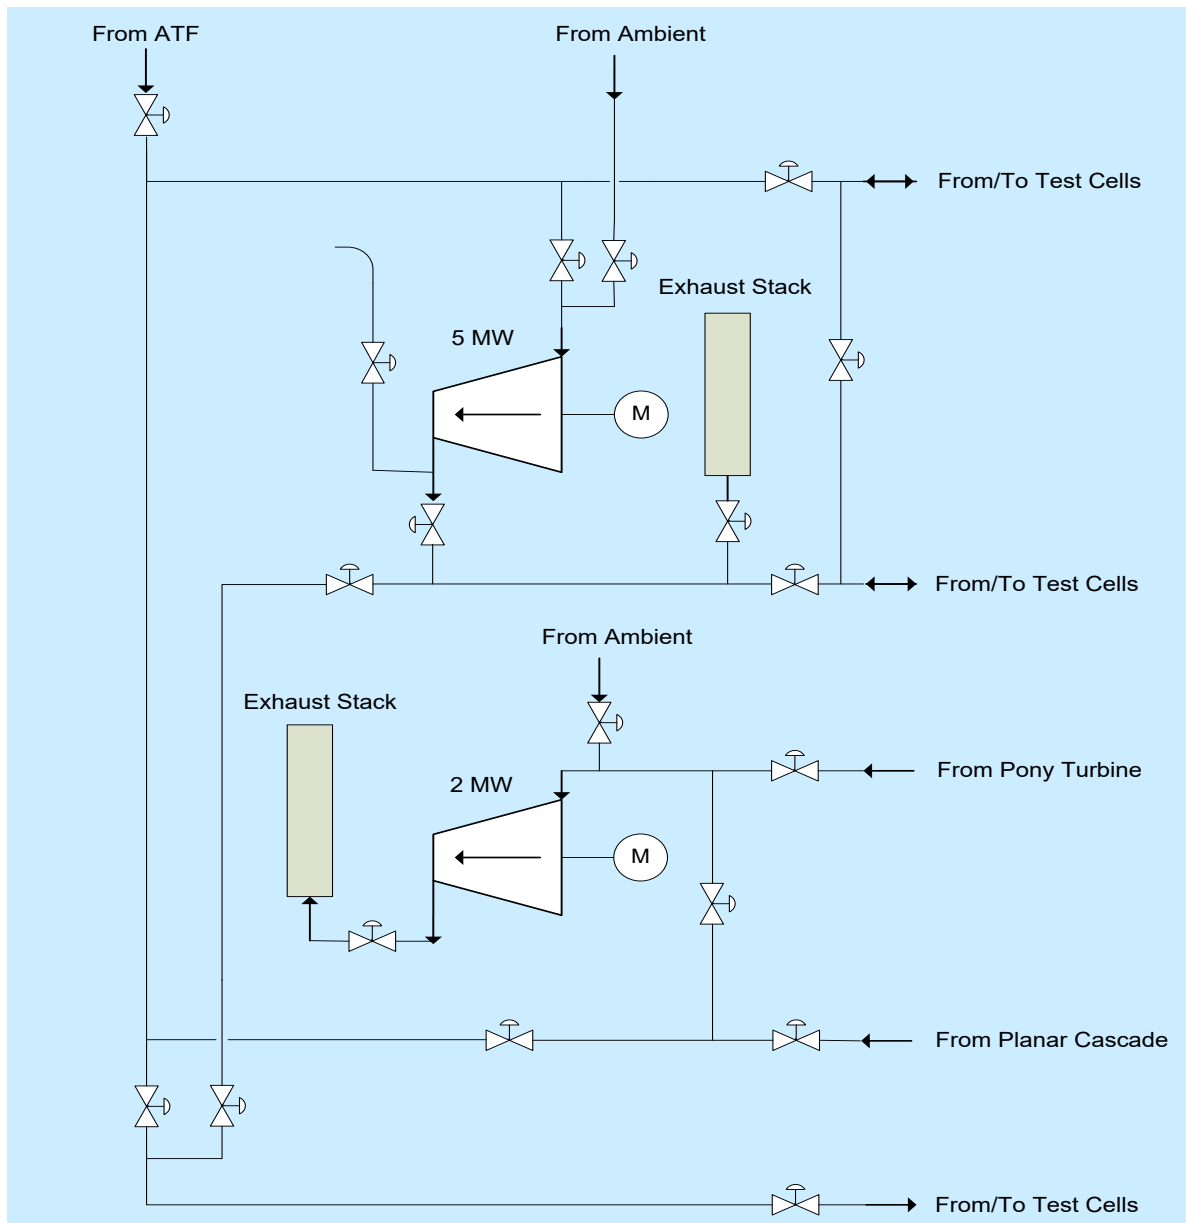 From ATF
From Ambient
From/To Test Cells
Exhaust Stack
5 MW
M
From/To Test Cells
From Ambient
Exhaust Stack
From Pony Turbine
2 MW
M
From Planar Cascade
From/To Test Cells